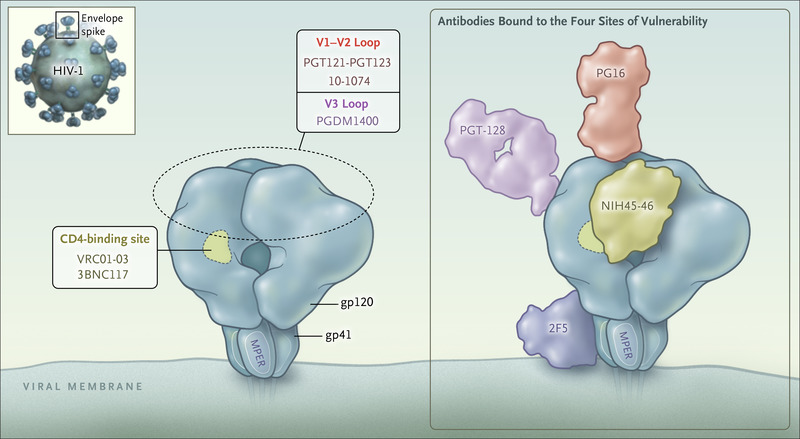 Envelope
spike
HIV-1
V1–V2 Loop
PGT121-PGT123
10-1074
V3 Loop
PGDM1400
CD4-binding site
VRC01-03
3BNC117
gp120
gp41
MPER
VIRAL MEMBRANE
Antibodies Bound to the Four Sites of Vulnerability
PG16
PGT-128
NIH45-46
2F5
MPER